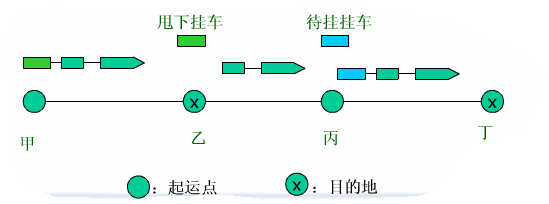 甩下挂车 待挂挂车
x x
甲 乙 丙 丁
：起运点 x ：目的地